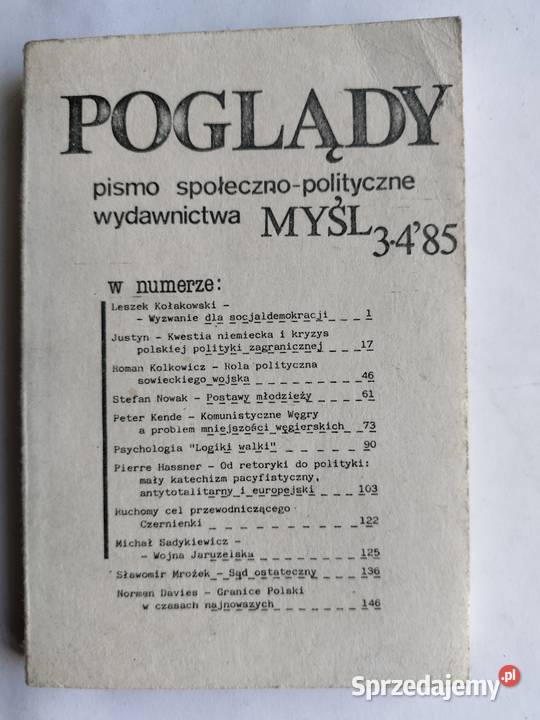 POGLĄDY
pismo społeczno-polityczne
wydawnictwa MYŚL 3·4'85
w numerze:
Leszek Kołakowski -
- Wyzwanie dla socjaldemokracji _ _ _ 1
Justyn - Kwestia niemiecka i kryzys
polskiej polityki zagranicznej _ _ _ 17
Roman Kolkowicz - Rola polityczna
sowieckiego wojska _ _ _ _ _ _ _ _ 46
Stefan Nowak - Postawy młodzieży _ _ _ 61
Peter Kende - Komunistyczne Węgry
a problem mniejszości węgierskich _ _ 73
Psychologia "Logiki walki" _ _ _ _ _ _ 90
Pierre Hassner - Od retoryki do polityki:
mały katechizm pacyfistyczny,
antytotalitarny i europejski _ _ _ 103
Ruchomy cel przewodniczącego
Czernienki _ _ _ _ _ _ _ _ _ _ 122
Michał Sadykiewicz -
- Wojna Jaruzelska _ _ _ _ _ _ _ 125
Sławomir Mrożek - Sąd ostateczny _ _ _ 136
Norman Davies - Granice Polski
w czasach najnowszych _ _ _ _ _ _ 146
Sprzedajemy.pl